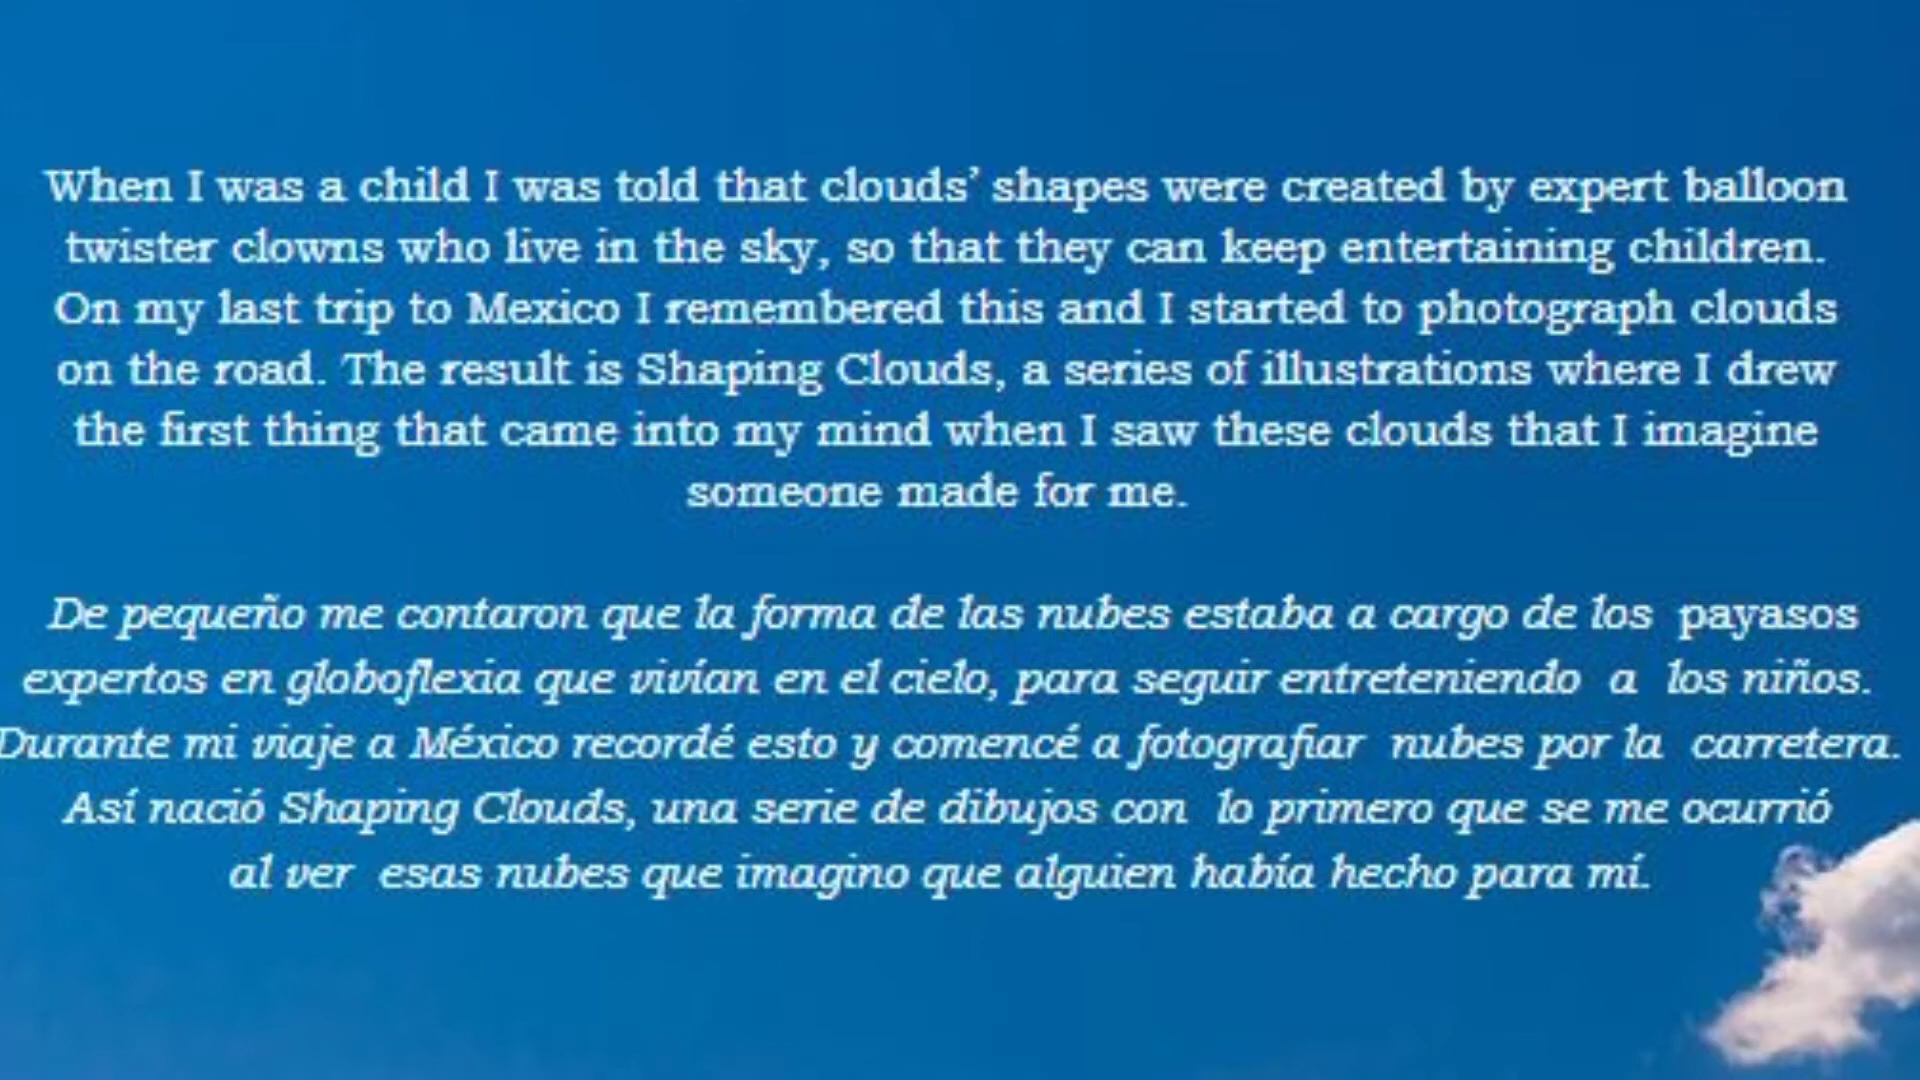 When I was a child I was told that clouds’ shapes were created by expert balloon
twister clowns who live in the sky, so that they can keep entertaining children.
On my last trip to Mexico I remembered this and I started to photograph clouds
on the road. The result is Shaping Clouds, a series of illustrations where I drew
the first thing that came into my mind when I saw these clouds that I imagine
someone made for me.
De pequeño me contaron que la forma de las nubes estaba a cargo de los payasos
expertos en globoflexia que vivían en el cielo, para seguir entreteniendo a los niños.
Durante mi viaje a México recordé esto y comencé a fotografiar nubes por la carretera.
Así nació Shaping Clouds, una serie de dibujos con lo primero que se me ocurrió
al ver esas nubes que imagino que alguien había hecho para mí.